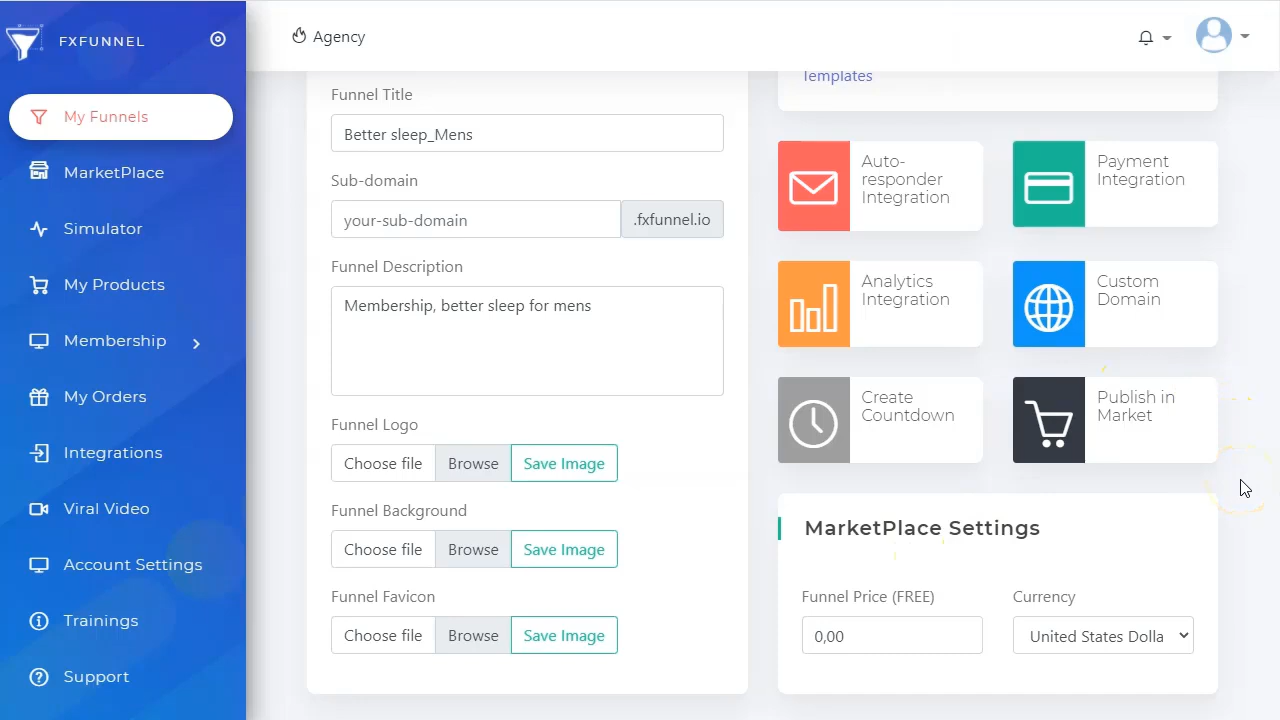 FXFUNNEL
My Funnels
MarketPlace
Simulator
My Products
Membership
My Orders
Integrations
Viral Video
Account Settings
Trainings
Support
Agency
Funnel Title
Better sleep_Mens
Sub-domain
your-sub-domain .fxfunnel.io
Funnel Description
Membership, better sleep for mens
Funnel Logo
Choose file Browse Save Image
Funnel Background
Choose file Browse Save Image
Funnel Favicon
Choose file Browse Save Image
Templates
Auto-
responder
Integration
Payment
Integration
Analytics
Integration
Custom
Domain
Create
Countdown
Publish in
Market
MarketPlace Settings
Funnel Price (FREE)
0,00
Currency
United States Dolla